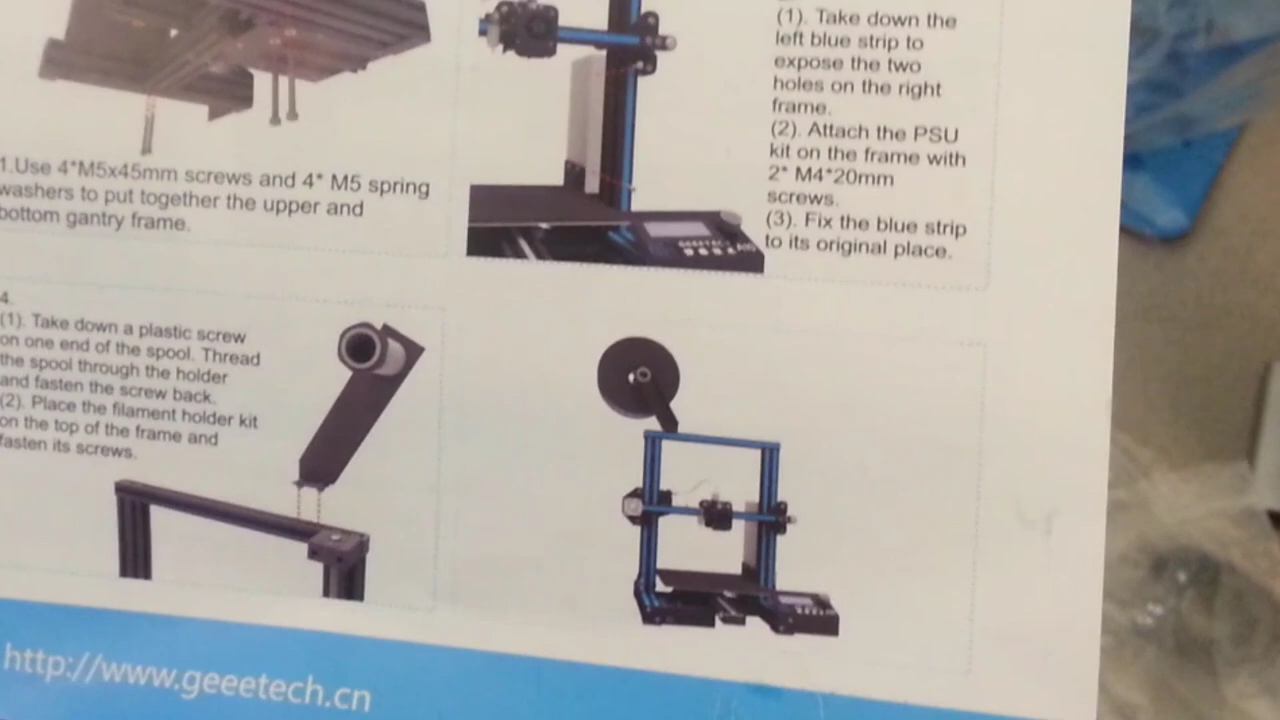 1.Use 4*M5x45mm screws and 4* M5 spring
washers to put together the upper and
bottom gantry frame.
(1). Take down the
left blue strip to
expose the two
holes on the right
frame.
(2). Attach the PSU
kit on the frame with
2* M4*20mm
screws.
(3). Fix the blue strip
to its original place.
GEEETECH A10
4.
(1). Take down a plastic screw
on one end of the spool. Thread
the spool through the holder
and fasten the screw back.
(2). Place the filament holder kit
on the top of the frame and
fasten its screws.
http://www.geeetech.cn